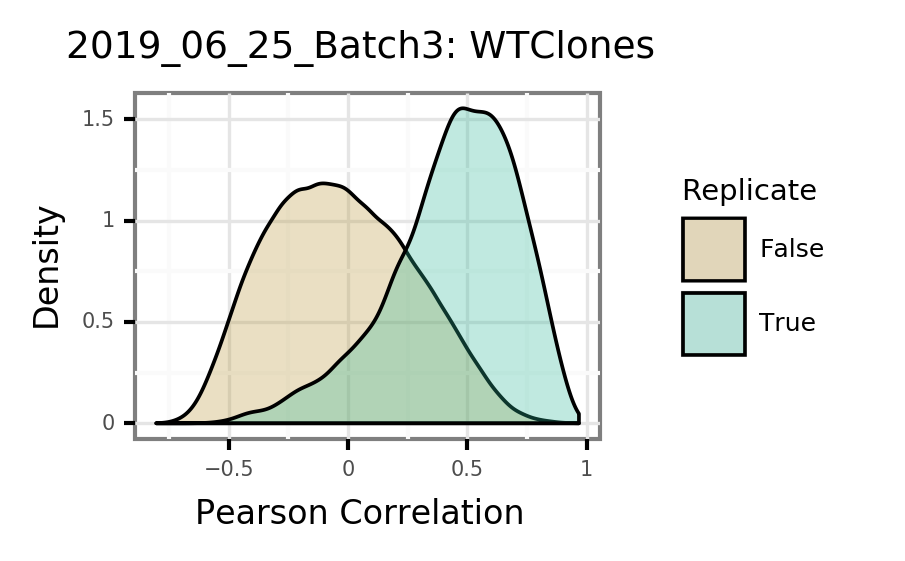 2019_06_25_Batch3: WTClones
Density
1.5
1
0.5
0
−0.5
0
0.5
1
Pearson Correlation
Replicate
False
True